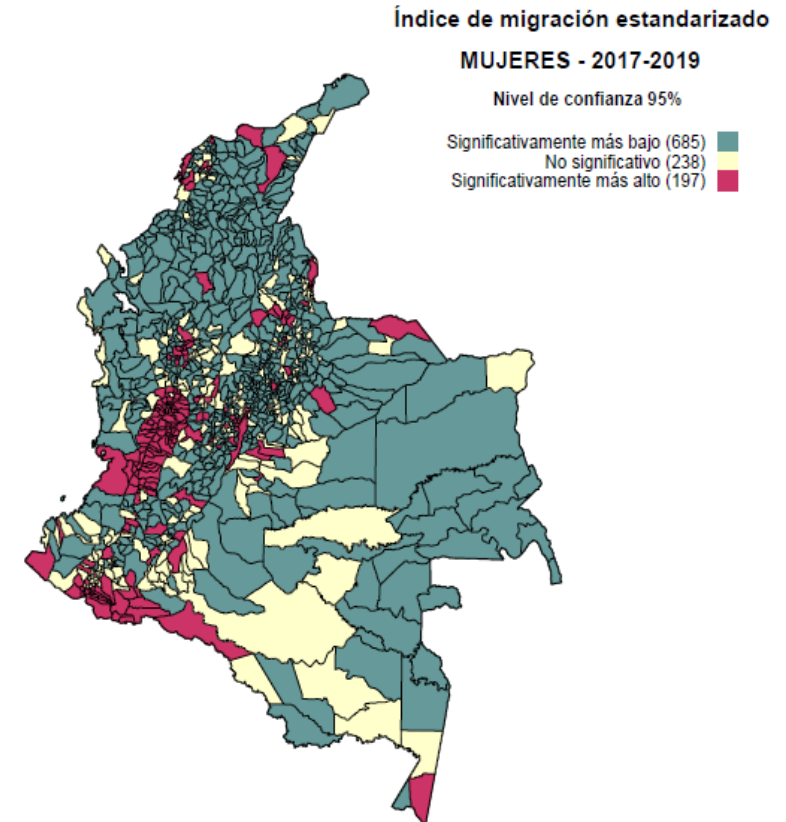 Índice de migración estandarizado
MUJERES - 2017-2019
Nivel de confianza 95%
Significativamente más bajo (685)
No significativo (238)
Significativamente más alto (197)